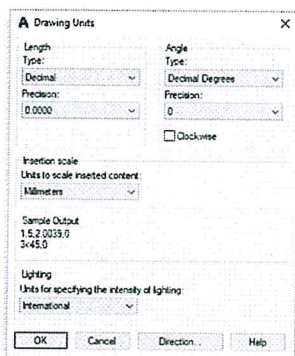 Drawing Units
Length
Type:
Decimal
Precision:
0.0000
Angle
Type:
Decimal Degrees
Precision:
0
Clockwise
Insertion scale
Units to scale inserted content:
Millimeters
Sample Output
1.5,2.0039,0
3<45,0
Lighting
Units for specifying the intensity of lighting:
International
OK Cancel Direction... Help